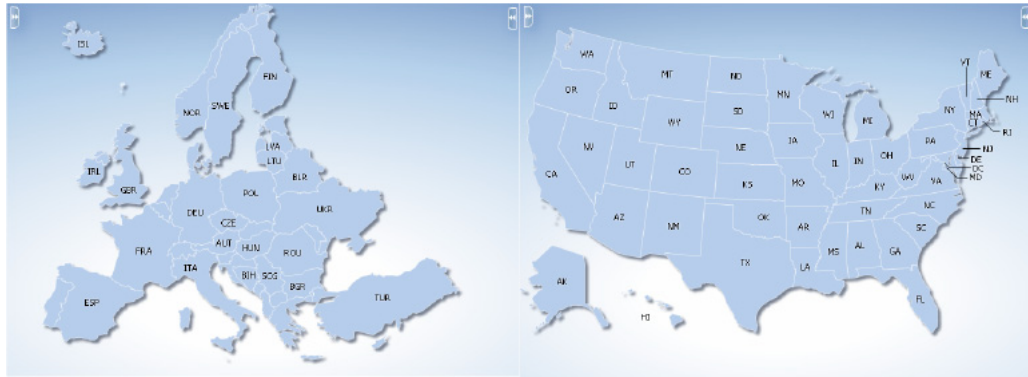 ISL
FIN
SWE
NOR
LVA
LTU
IRL
BLR
GBR
POL
DEU
UKR
CZE
FRA
AUT
HUN
ROU
ITA
BIH
SOS
BGR
ESP
TUR
WA
VT
ME
MT
ND
OR
MN
NH
ID
SD
WI
NY
MA
MI
WY
CT
RI
IA
PA
NE
NJ
NV
OH
IL
IN
DE
UT
DC
CO
WV
MD
CA
KS
MO
VA
KY
NC
TN
AZ
OK
NM
AR
SC
MS
AL
GA
TX
LA
AK
FL
HI